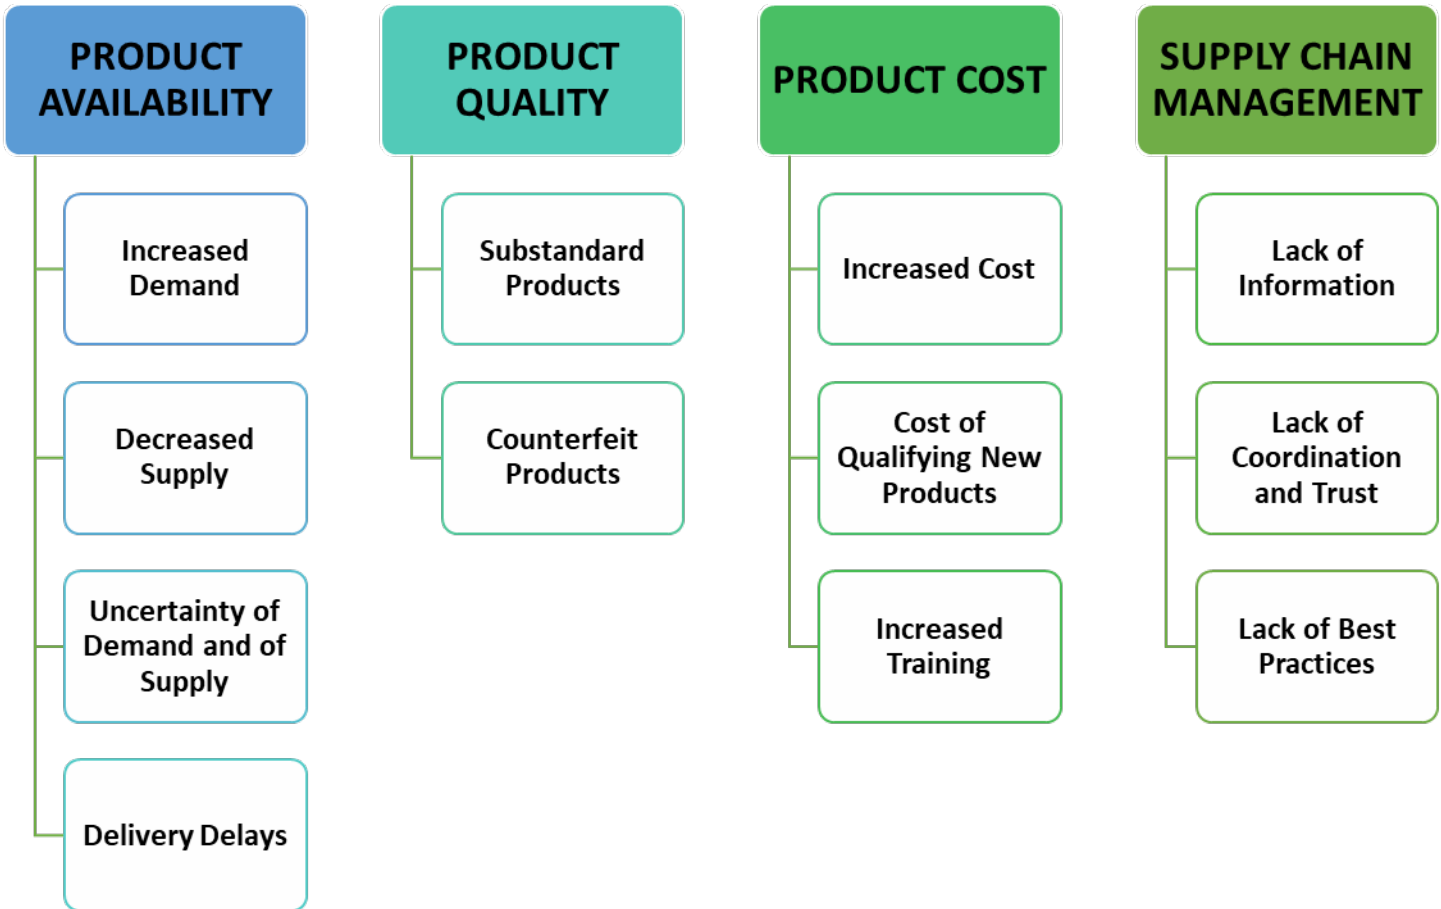 PRODUCT
AVAILABILITY
Increased
Demand
Decreased
Supply
Uncertainty of
Demand and of
Supply
Delivery Delays
PRODUCT
QUALITY
Substandard
Products
Counterfeit
Products
PRODUCT COST
Increased Cost
Cost of
Qualifying New
Products
Increased
Training
SUPPLY CHAIN
MANAGEMENT
Lack of
Information
Lack of
Coordination
and Trust
Lack of Best
Practices